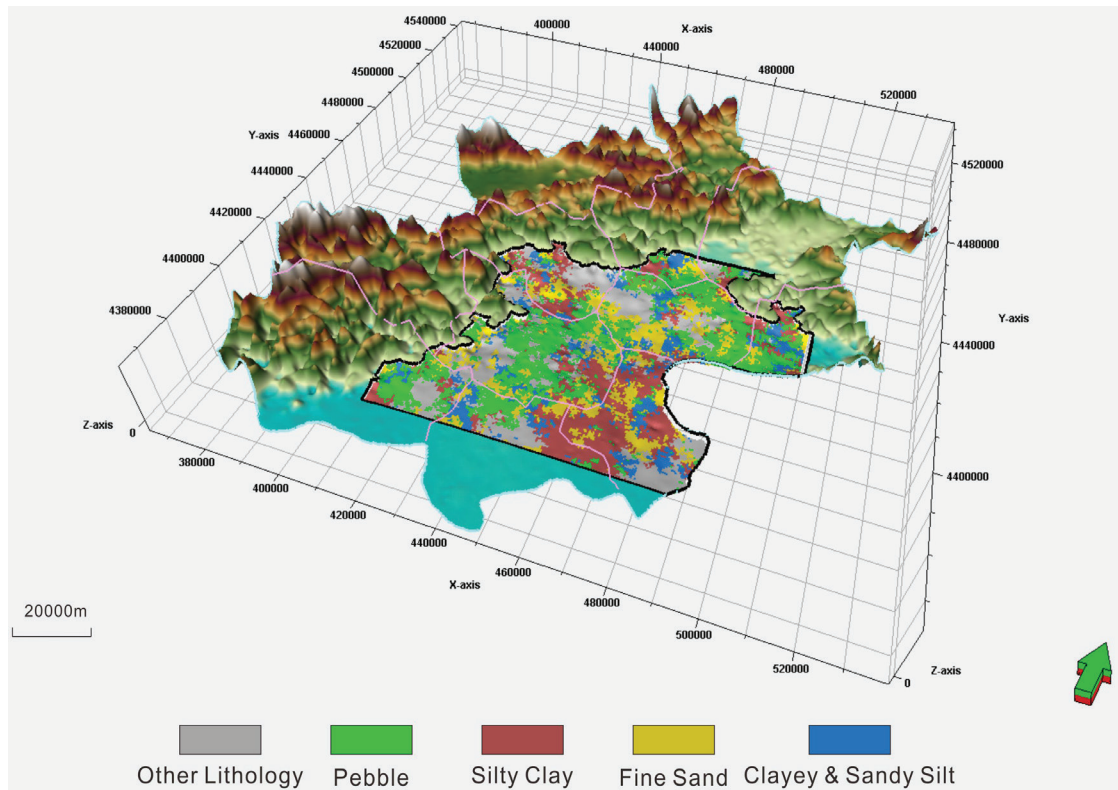 4540000
4520000
4500000
4480000
Y-axis
4460000
4440000
4420000
4400000
4380000
Z-axis
0
400000
X-axis
440000
480000
520000
4520000
4480000
Y-axis
4440000
4400000
0
Z-axis
380000
400000
420000
440000
X-axis
460000
480000
500000
520000
20000m
Other Lithology
Pebble
Silty Clay
Fine Sand
Clayey & Sandy Silt